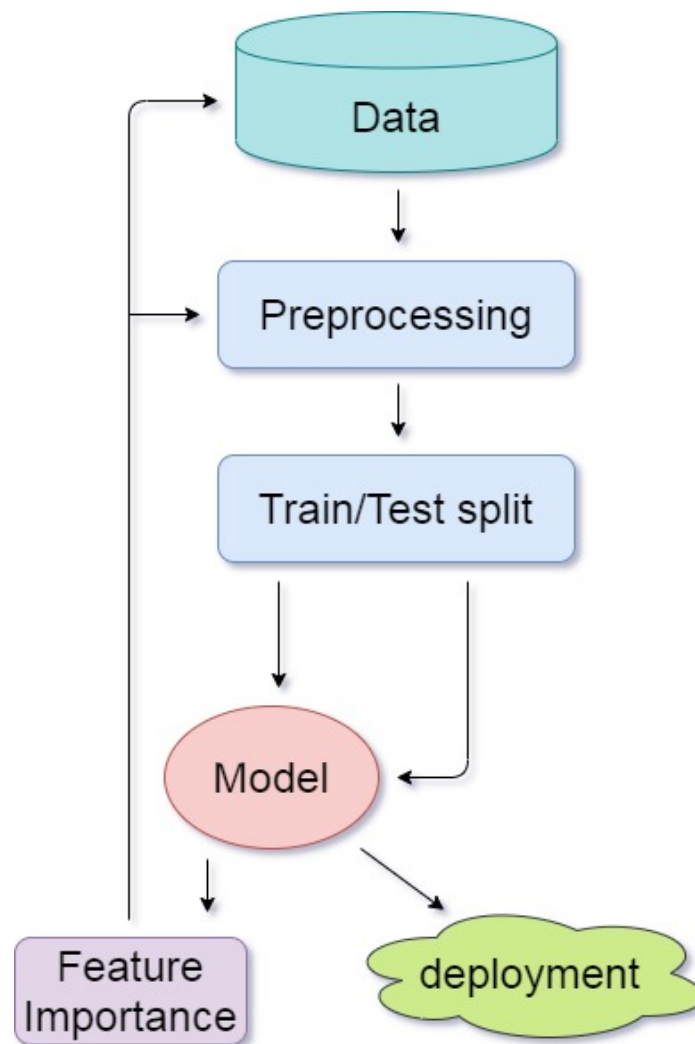 Data
Preprocessing
Train/Test split
Model
Feature
Importance
deployment